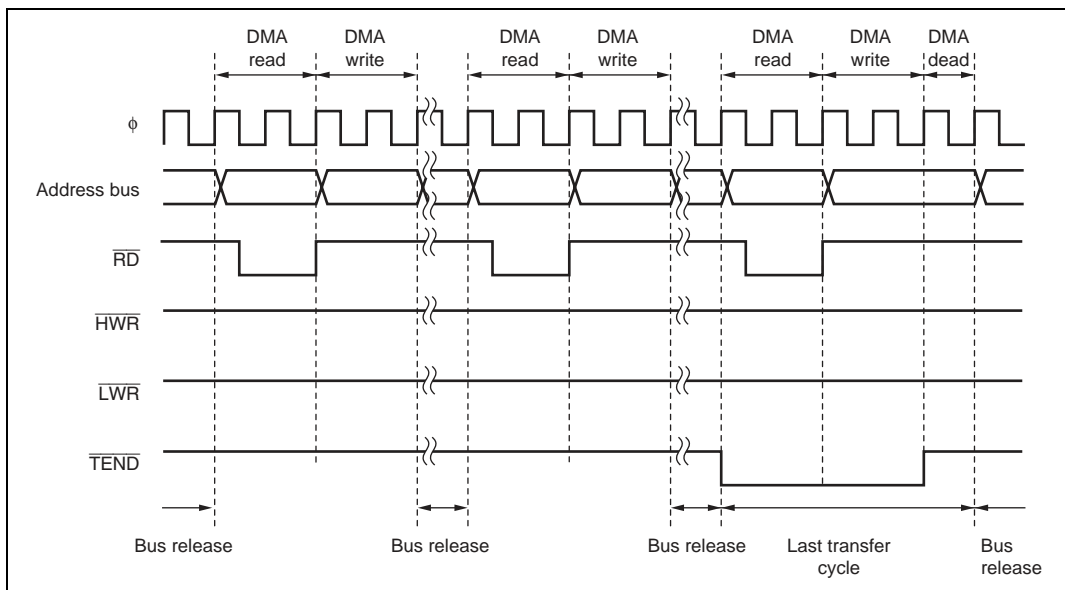 DMA read
DMA write
DMA read
DMA write
DMA read
DMA write
DMA dead
φ
Address bus
RD
HWR
LWR
TEND
Bus release
Bus release
Bus release
Last transfer cycle
Bus release